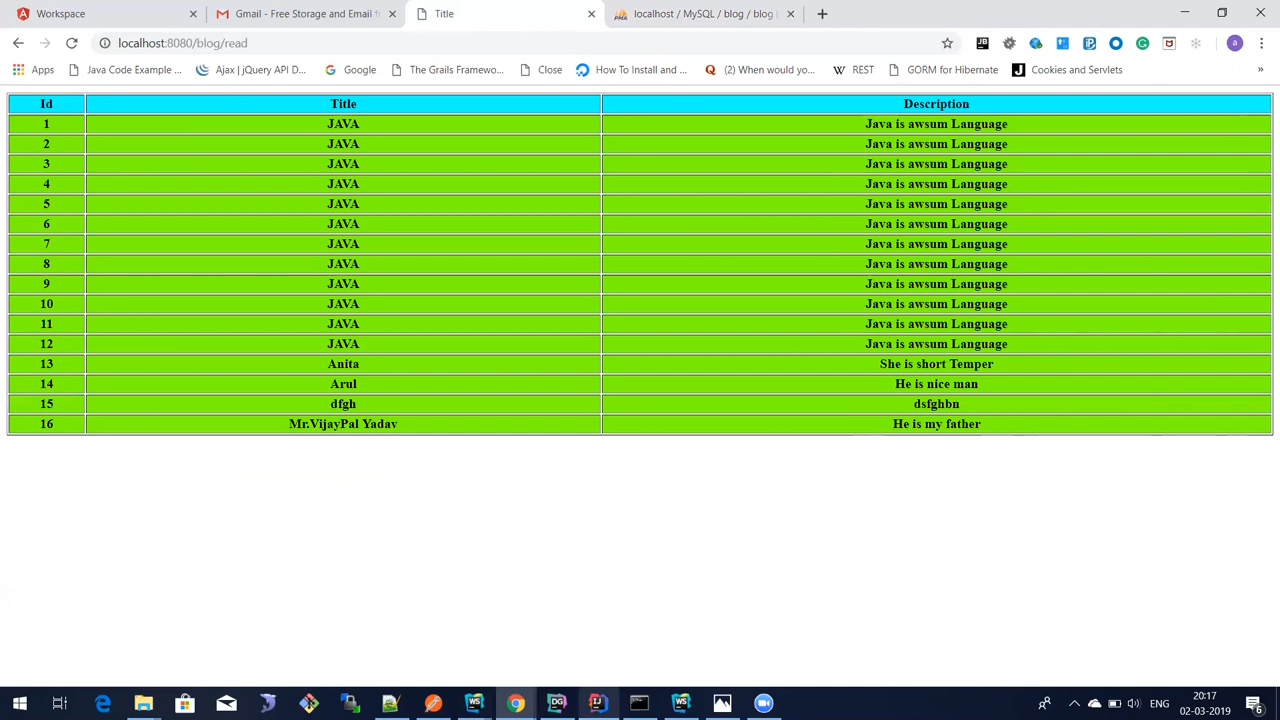 Workspace
Gmail - Free Storage and Email f
Title
localhost / MySQL / blog / blog
localhost:8080/blog/read
Apps
Java Code Example ...
Ajax | jQuery API D...
Google
The Grails Framewo...
Close
How To Install and ...
(2) When would you...
REST
GORM for Hibernate
Cookies and Servlets
»
Id Title Description
1 JAVA Java is awsum Language
2 JAVA Java is awsum Language
3 JAVA Java is awsum Language
4 JAVA Java is awsum Language
5 JAVA Java is awsum Language
6 JAVA Java is awsum Language
7 JAVA Java is awsum Language
8 JAVA Java is awsum Language
9 JAVA Java is awsum Language
10 JAVA Java is awsum Language
11 JAVA Java is awsum Language
12 JAVA Java is awsum Language
13 Anita She is short Temper
14 Arul He is nice man
15 dfgh dsfghbn
16 Mr.VijayPal Yadav He is my father
ENG
20:17
02-03-2019
6